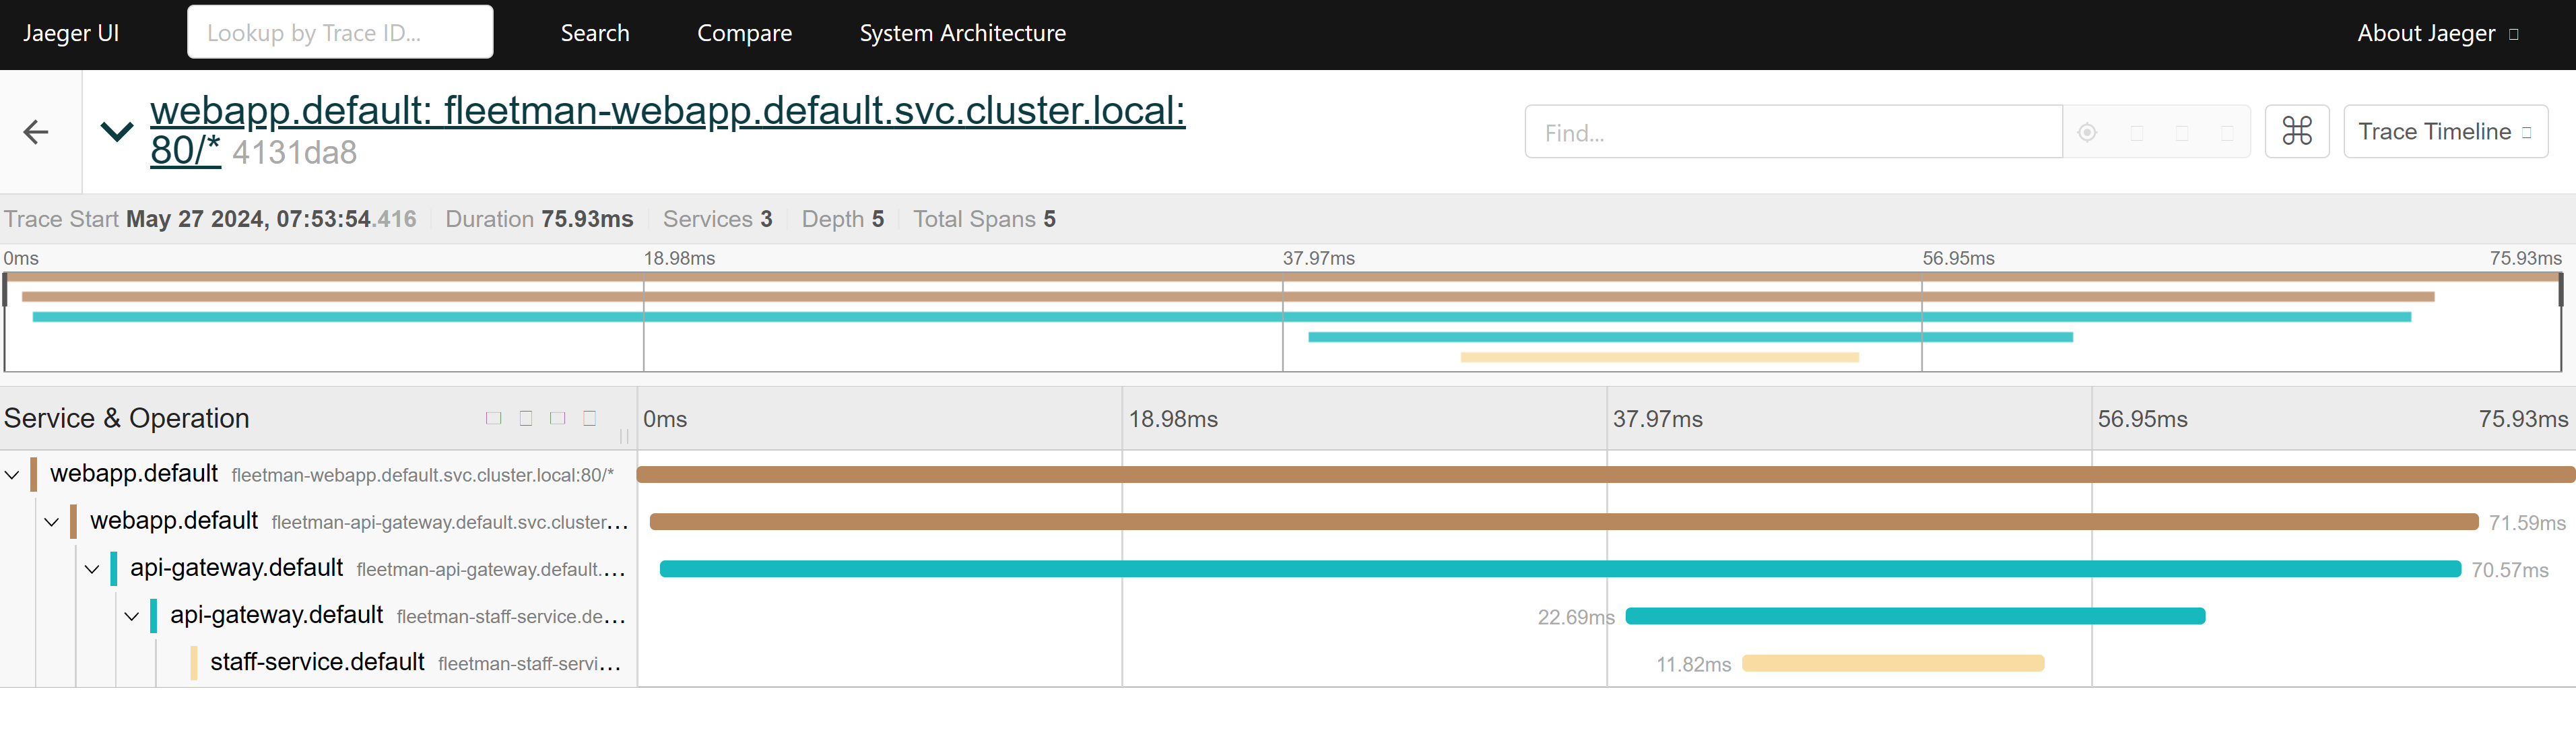 Jaeger UI Lookup by Trace ID... Search Compare System Architecture About Jaeger
webapp.default: fleetman-webapp.default.svc.cluster.local:
80/* 4131da8
Find... Trace Timeline
Trace Start May 27 2024, 07:53:54.416 Duration 75.93ms Services 3 Depth 5 Total Spans 5
0ms 18.98ms 37.97ms 56.95ms 75.93ms
Service & Operation 0ms 18.98ms 37.97ms 56.95ms 75.93ms
webapp.default fleetman-webapp.default.svc.cluster.local:80/*
webapp.default fleetman-api-gateway.default.svc.cluster... 71.59ms
api-gateway.default fleetman-api-gateway.default.... 70.57ms
api-gateway.default fleetman-staff-service.de... 22.69ms
staff-service.default fleetman-staff-servi... 11.82ms